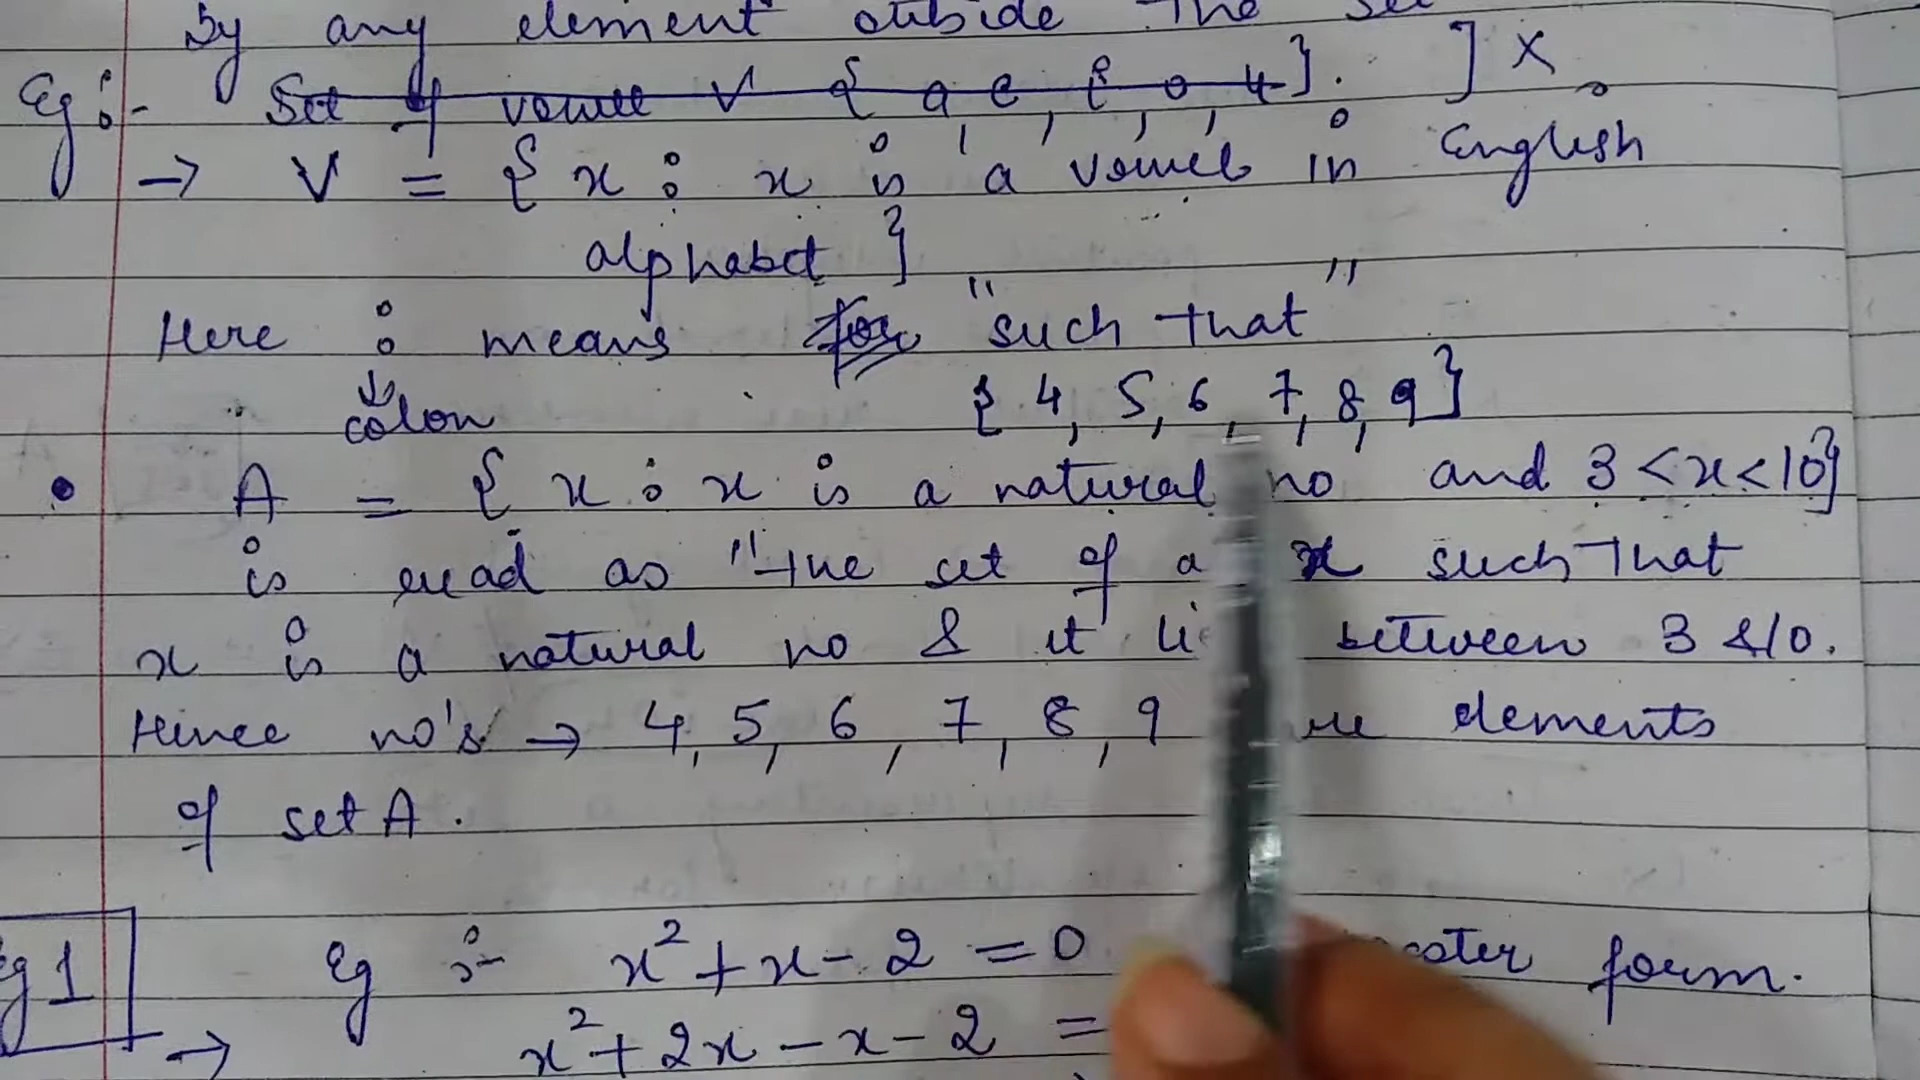 By any element outside the set
Eg:- Set of vowel V { a, e, i, o, u }. ] X
→ V = { x : x is a vowel in English
alphabet }
Here : means for "such that"
↓
colon { 4, 5, 6, 7, 8, 9 }
• A = { x : x is a natural no and 3 < x < 10}
is read as "the set of a x such that
x is a natural no & it between 3 & 10.
Hence no's → 4, 5, 6, 7, 8, 9 elements
of set A.
Eg 1 Eg :- x² + x - 2 = 0 form.
→ x² + 2x - x - 2 =